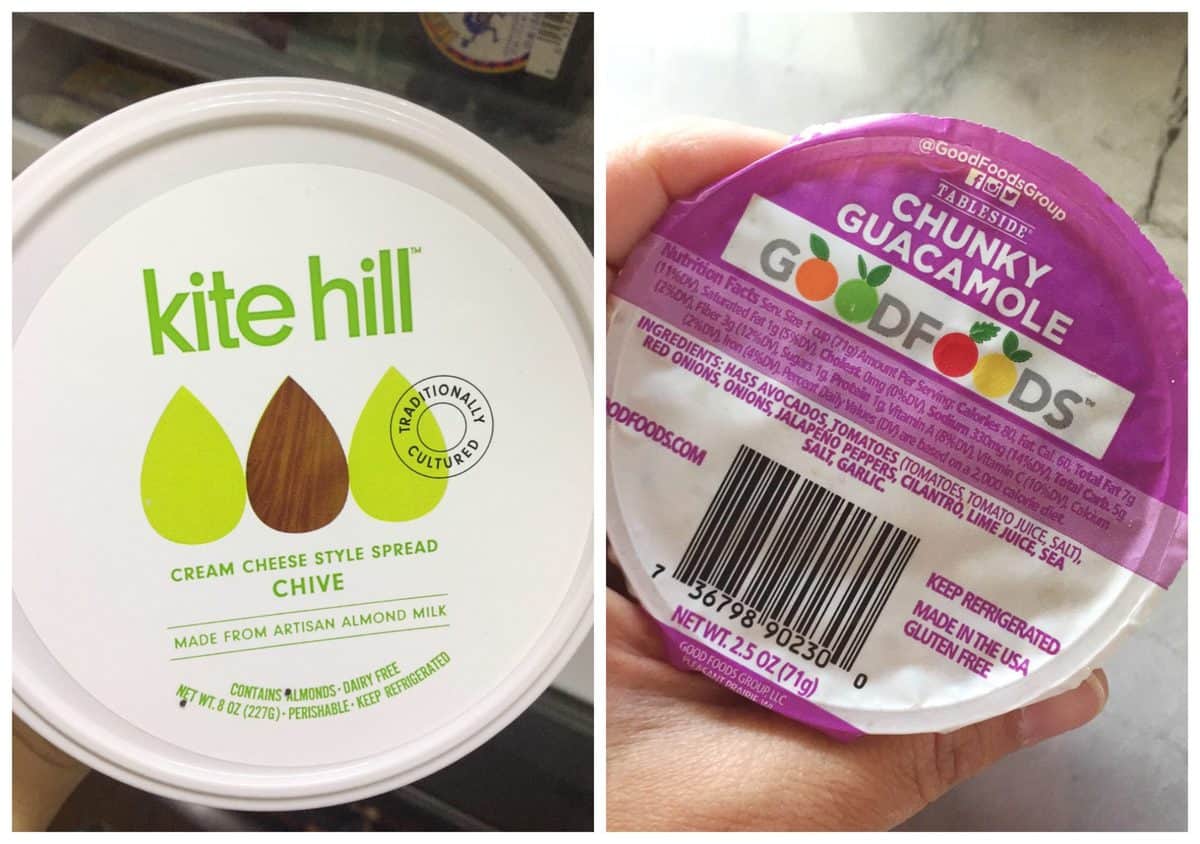 kite hill™
TRADITIONALLY
CULTURED
CREAM CHEESE STYLE SPREAD
CHIVE
MADE FROM ARTISAN ALMOND MILK
CONTAINS ALMONDS · DAIRY FREE
NET WT. 8 OZ (227G) · PERISHABLE · KEEP REFRIGERATED
@GoodFoodsGroup
TABLESIDE®
CHUNKY
GUACAMOLE
GOODFOODS™
Nutrition Facts Serv. Size 1 cup (71g) Amount Per Serving: Calories 80, Fat. Cal. 60, Total Fat 7g
(11%DV), Saturated Fat 1g (5%DV), Cholest. 0mg (0%DV), Sodium 330mg (14%DV), Total Carb. 5g
(2%DV), Fiber 3g (12%DV), Sugars 1g, Protein 1g, Vitamin A (8%DV), Vitamin C (10%DV), Calcium
(2%DV), Iron (4%DV). Percent Daily Values (DV) are based on a 2,000 calorie diet.
INGREDIENTS: HASS AVOCADOS, TOMATOES (TOMATOES, TOMATO JUICE, SALT),
RED ONIONS, ONIONS, JALAPENO PEPPERS, CILANTRO, LIME JUICE, SEA
SALT, GARLIC.
OODFOODS.COM
7 36798 90230 0
KEEP REFRIGERATED
MADE IN THE USA
GLUTEN FREE
NET WT. 2.5 OZ (71g)
GOOD FOODS GROUP, LLC
PLEASANT PRAIRIE, WI